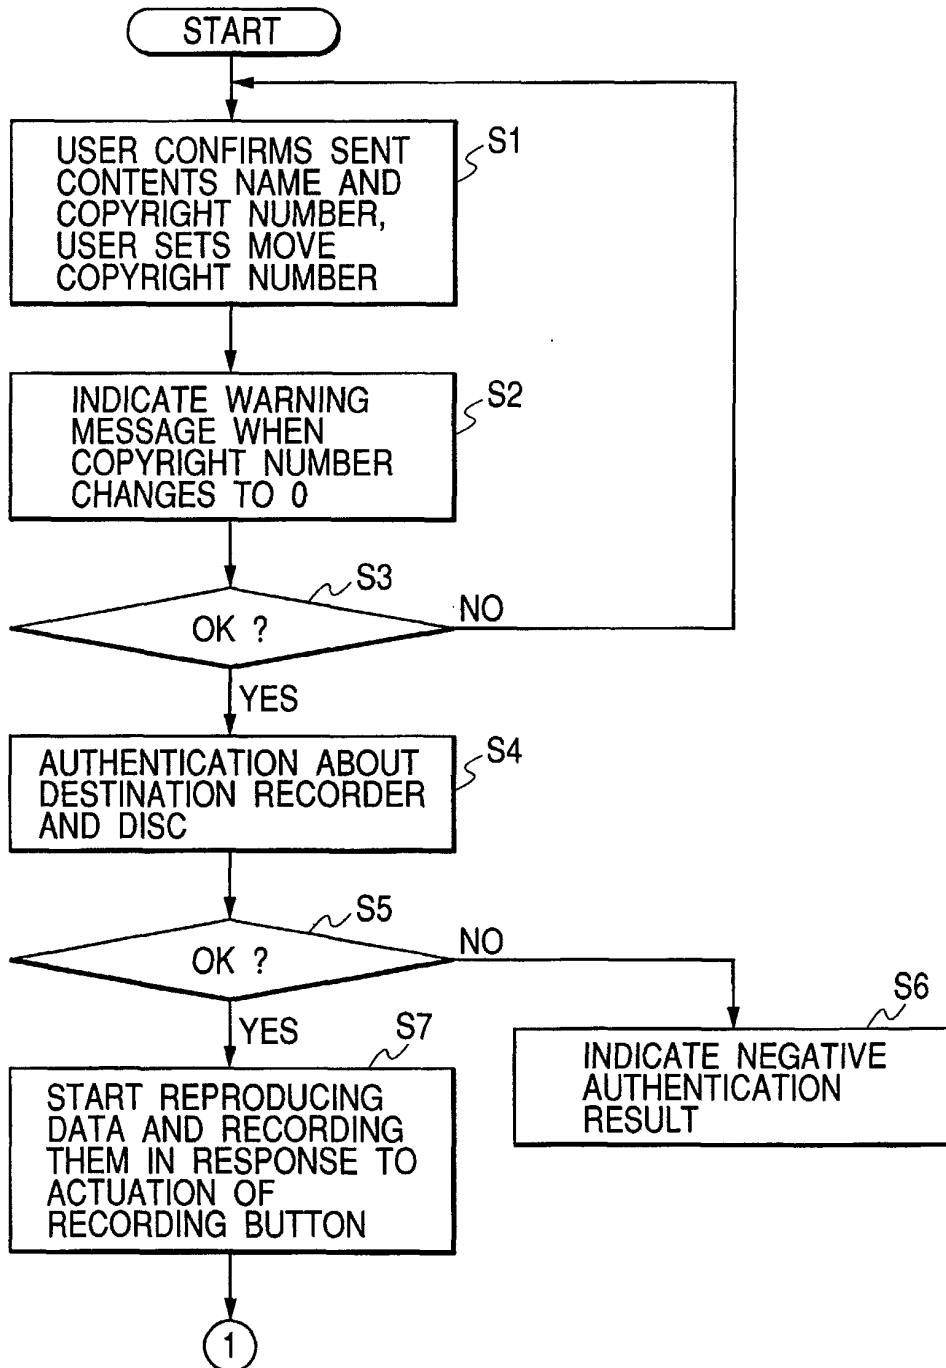 START
USER CONFIRMS SENT
CONTENTS NAME AND
COPYRIGHT NUMBER,
USER SETS MOVE
COPYRIGHT NUMBER
S1
INDICATE WARNING
MESSAGE WHEN
COPYRIGHT NUMBER
CHANGES TO 0
S2
S3
OK ?
NO
YES
AUTHENTICATION ABOUT
DESTINATION RECORDER
AND DISC
S4
S5
OK ?
NO
YES
S6
INDICATE NEGATIVE
AUTHENTICATION
RESULT
S7
START REPRODUCING
DATA AND RECORDING
THEM IN RESPONSE TO
ACTUATION OF
RECORDING BUTTON
1